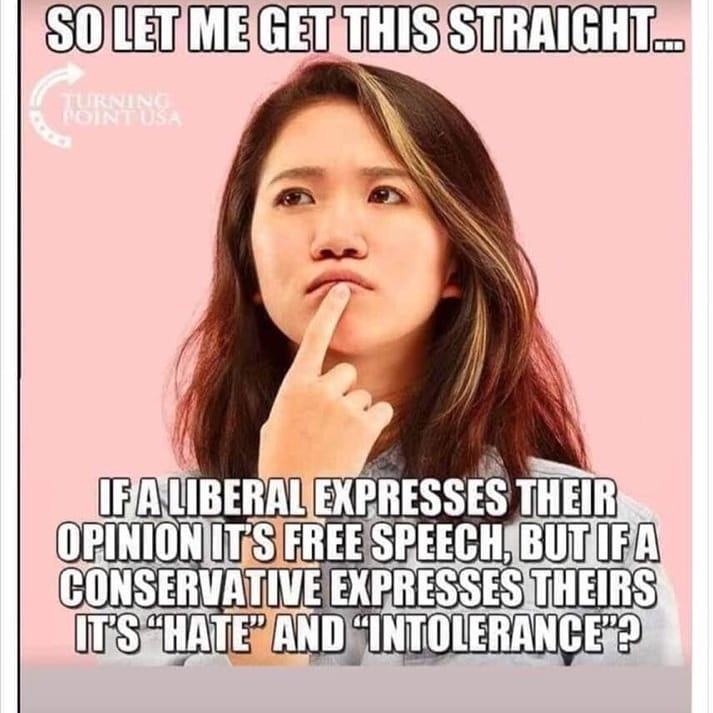 SO LET ME GET THIS STRAIGHT...
TURNING
POINT USA
IF A LIBERAL EXPRESSES THEIR
OPINION IT'S FREE SPEECH, BUT IF A
CONSERVATIVE EXPRESSES THEIRS
IT'S “HATE” AND “INTOLERANCE”?